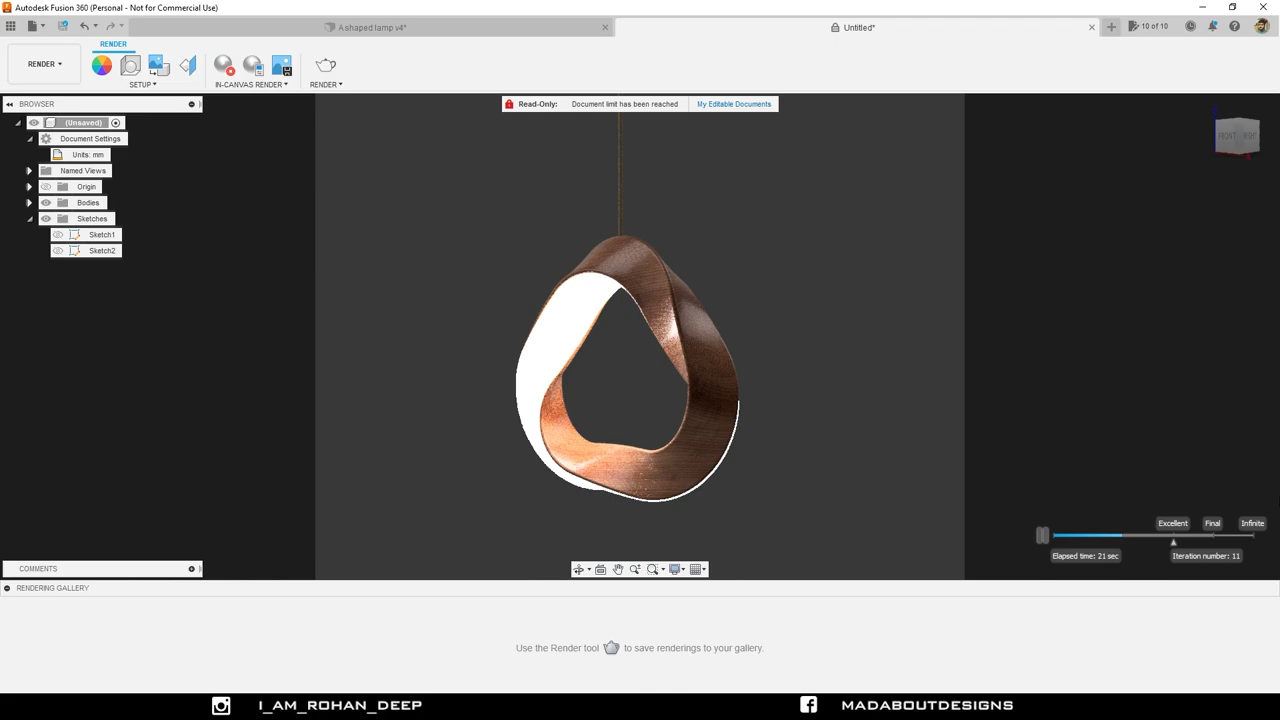 Autodesk Fusion 360 (Personal - Not for Commercial Use)
A shaped lamp v4*
Untitled*
10 of 10
RENDER
RENDER
SETUP
IN-CANVAS RENDER
RENDER
BROWSER
Read-Only: Document limit has been reached My Editable Documents
(Unsaved)
Document Settings
Units: mm
Named Views
Origin
Bodies
Sketches
Sketch1
Sketch2
FRONT
RIGHT
Excellent Final Infinite
Elapsed time: 21 sec Iteration number: 11
COMMENTS
RENDERING GALLERY
Use the Render tool to save renderings to your gallery.
I_AM_ROHAN_DEEP
MADABOUTDESIGNS